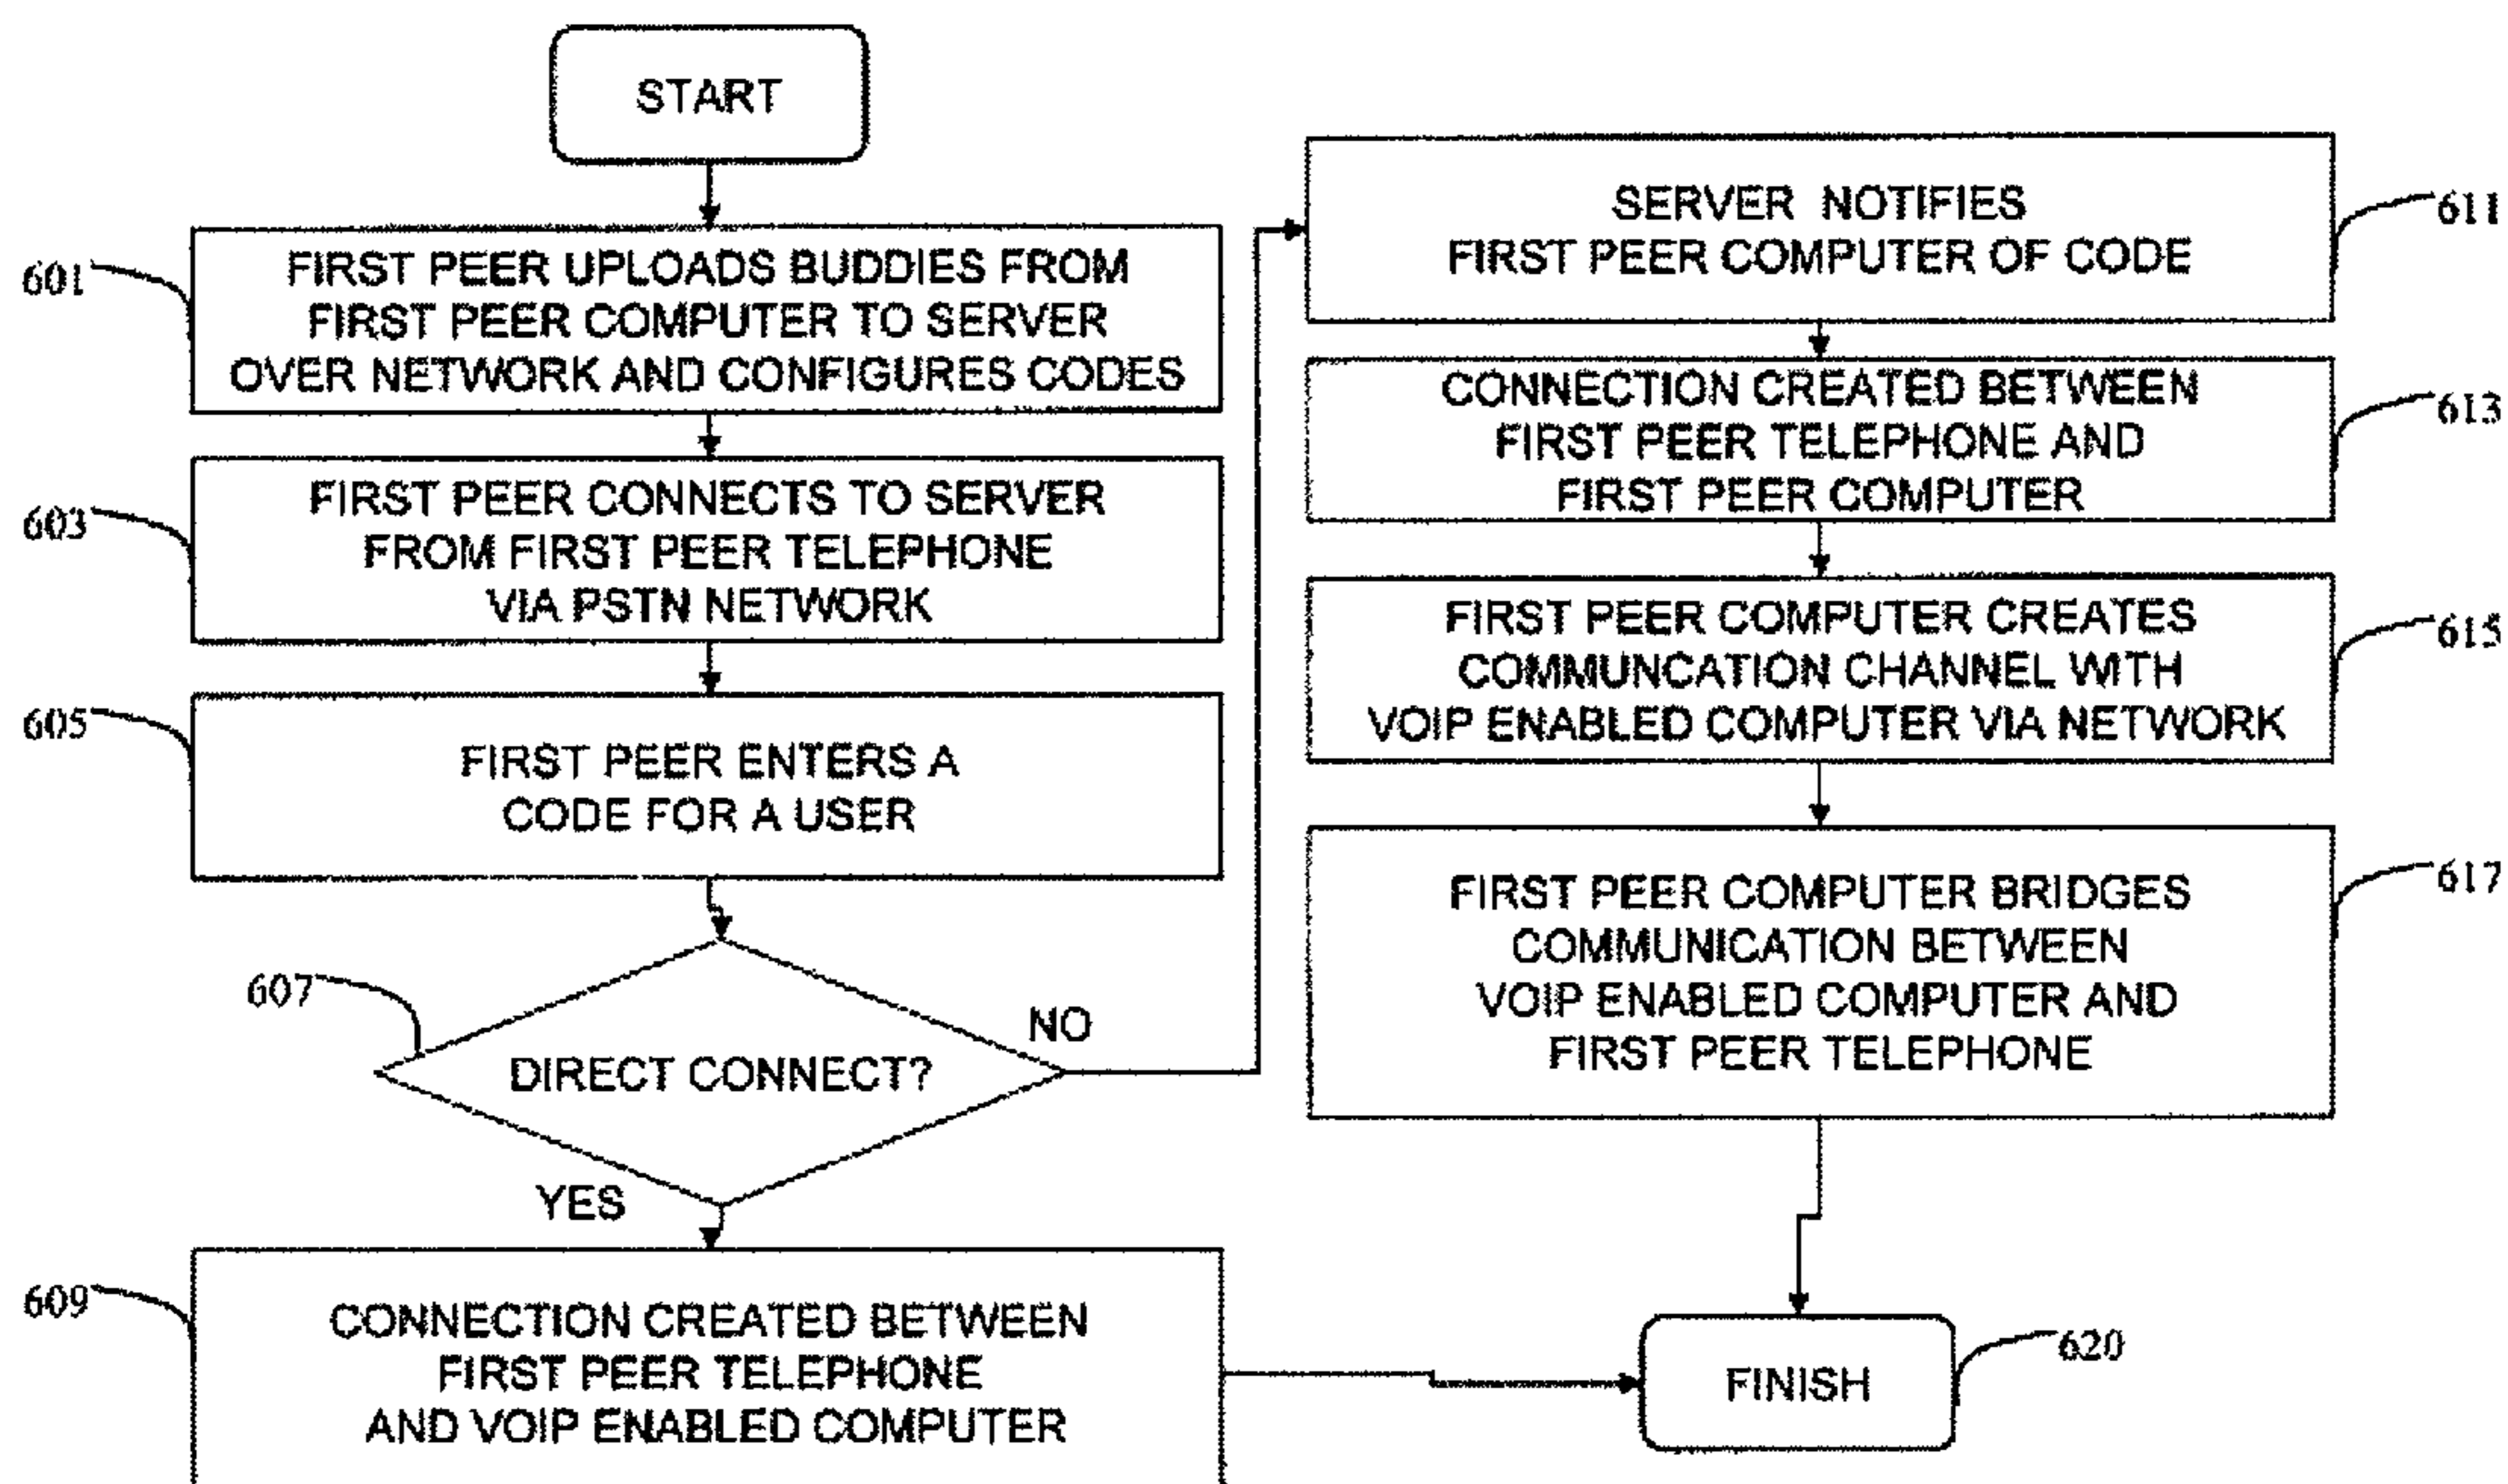 START
601
FIRST PEER UPLOADS BUDDIES FROM
FIRST PEER COMPUTER TO SERVER
OVER NETWORK AND CONFIGURES CODES
603
FIRST PEER CONNECTS TO SERVER
FROM FIRST PEER TELEPHONE
VIA PSTN NETWORK
605
FIRST PEER ENTERS A
CODE FOR A USER
607
DIRECT CONNECT?
NO
YES
609
CONNECTION CREATED BETWEEN
FIRST PEER TELEPHONE
AND VOIP ENABLED COMPUTER
SERVER NOTIFIES
FIRST PEER COMPUTER OF CODE
611
CONNECTION CREATED BETWEEN
FIRST PEER TELEPHONE AND
FIRST PEER COMPUTER
613
FIRST PEER COMPUTER CREATES
COMMUNCATION CHANNEL WITH
VOIP ENABLED COMPUTER VIA NETWORK
615
FIRST PEER COMPUTER BRIDGES
COMMUNICATION BETWEEN
VOIP ENABLED COMPUTER AND
FIRST PEER TELEPHONE
617
FINISH
620